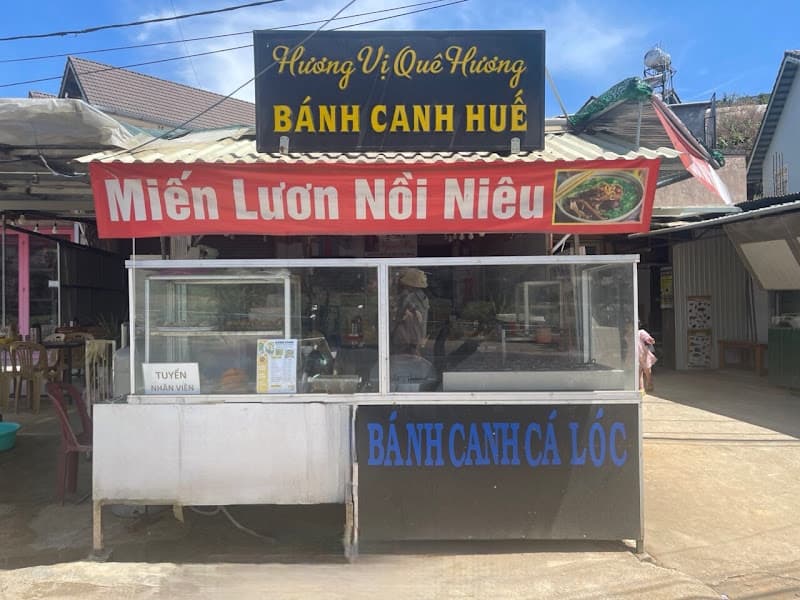 Hương Vị Quê Hương
BÁNH CANH HUẾ
Miến Lươn Nồi Niêu
TUYỂN
NHÂN VIÊN
BÁNH CANH CÁ LÓC